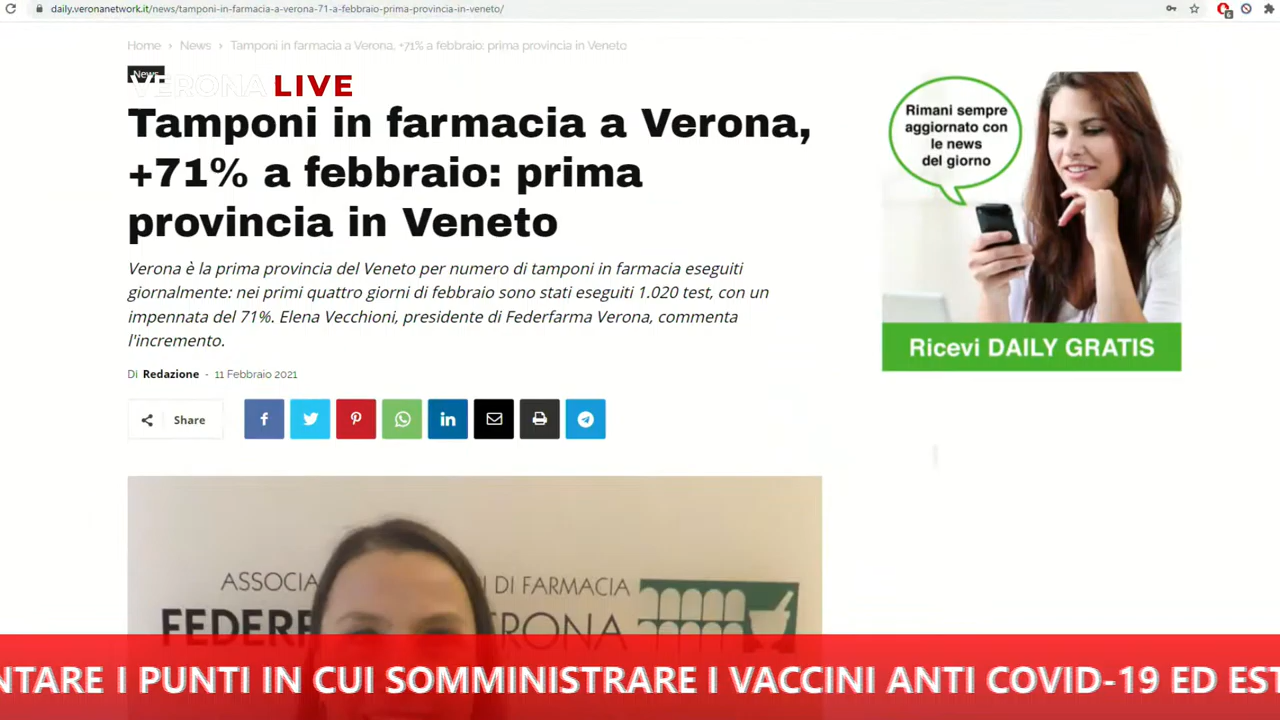 daily.veronanetwork.it/news/tamponi-in-farmacia-a-verona-71-a-febbraio-prima-provincia-in-veneto/
Home › News › Tamponi in farmacia a Verona, +71% a febbraio: prima provincia in Veneto
News
VERONA LIVE
Tamponi in farmacia a Verona,
+71% a febbraio: prima
provincia in Veneto
Verona è la prima provincia del Veneto per numero di tamponi in farmacia eseguiti
giornalmente: nei primi quattro giorni di febbraio sono stati eseguiti 1.020 test, con un
impennata del 71%. Elena Vecchioni, presidente di Federfarma Verona, commenta
l'incremento.
Di Redazione - 11 Febbraio 2021
Share
Rimani sempre
aggiornato con
le news
del giorno
Ricevi DAILY GRATIS
ASSOCIA I DI FARMACIA
FEDERF RONA
NTARE I PUNTI IN CUI SOMMINISTRARE I VACCINI ANTI COVID-19 ED EST